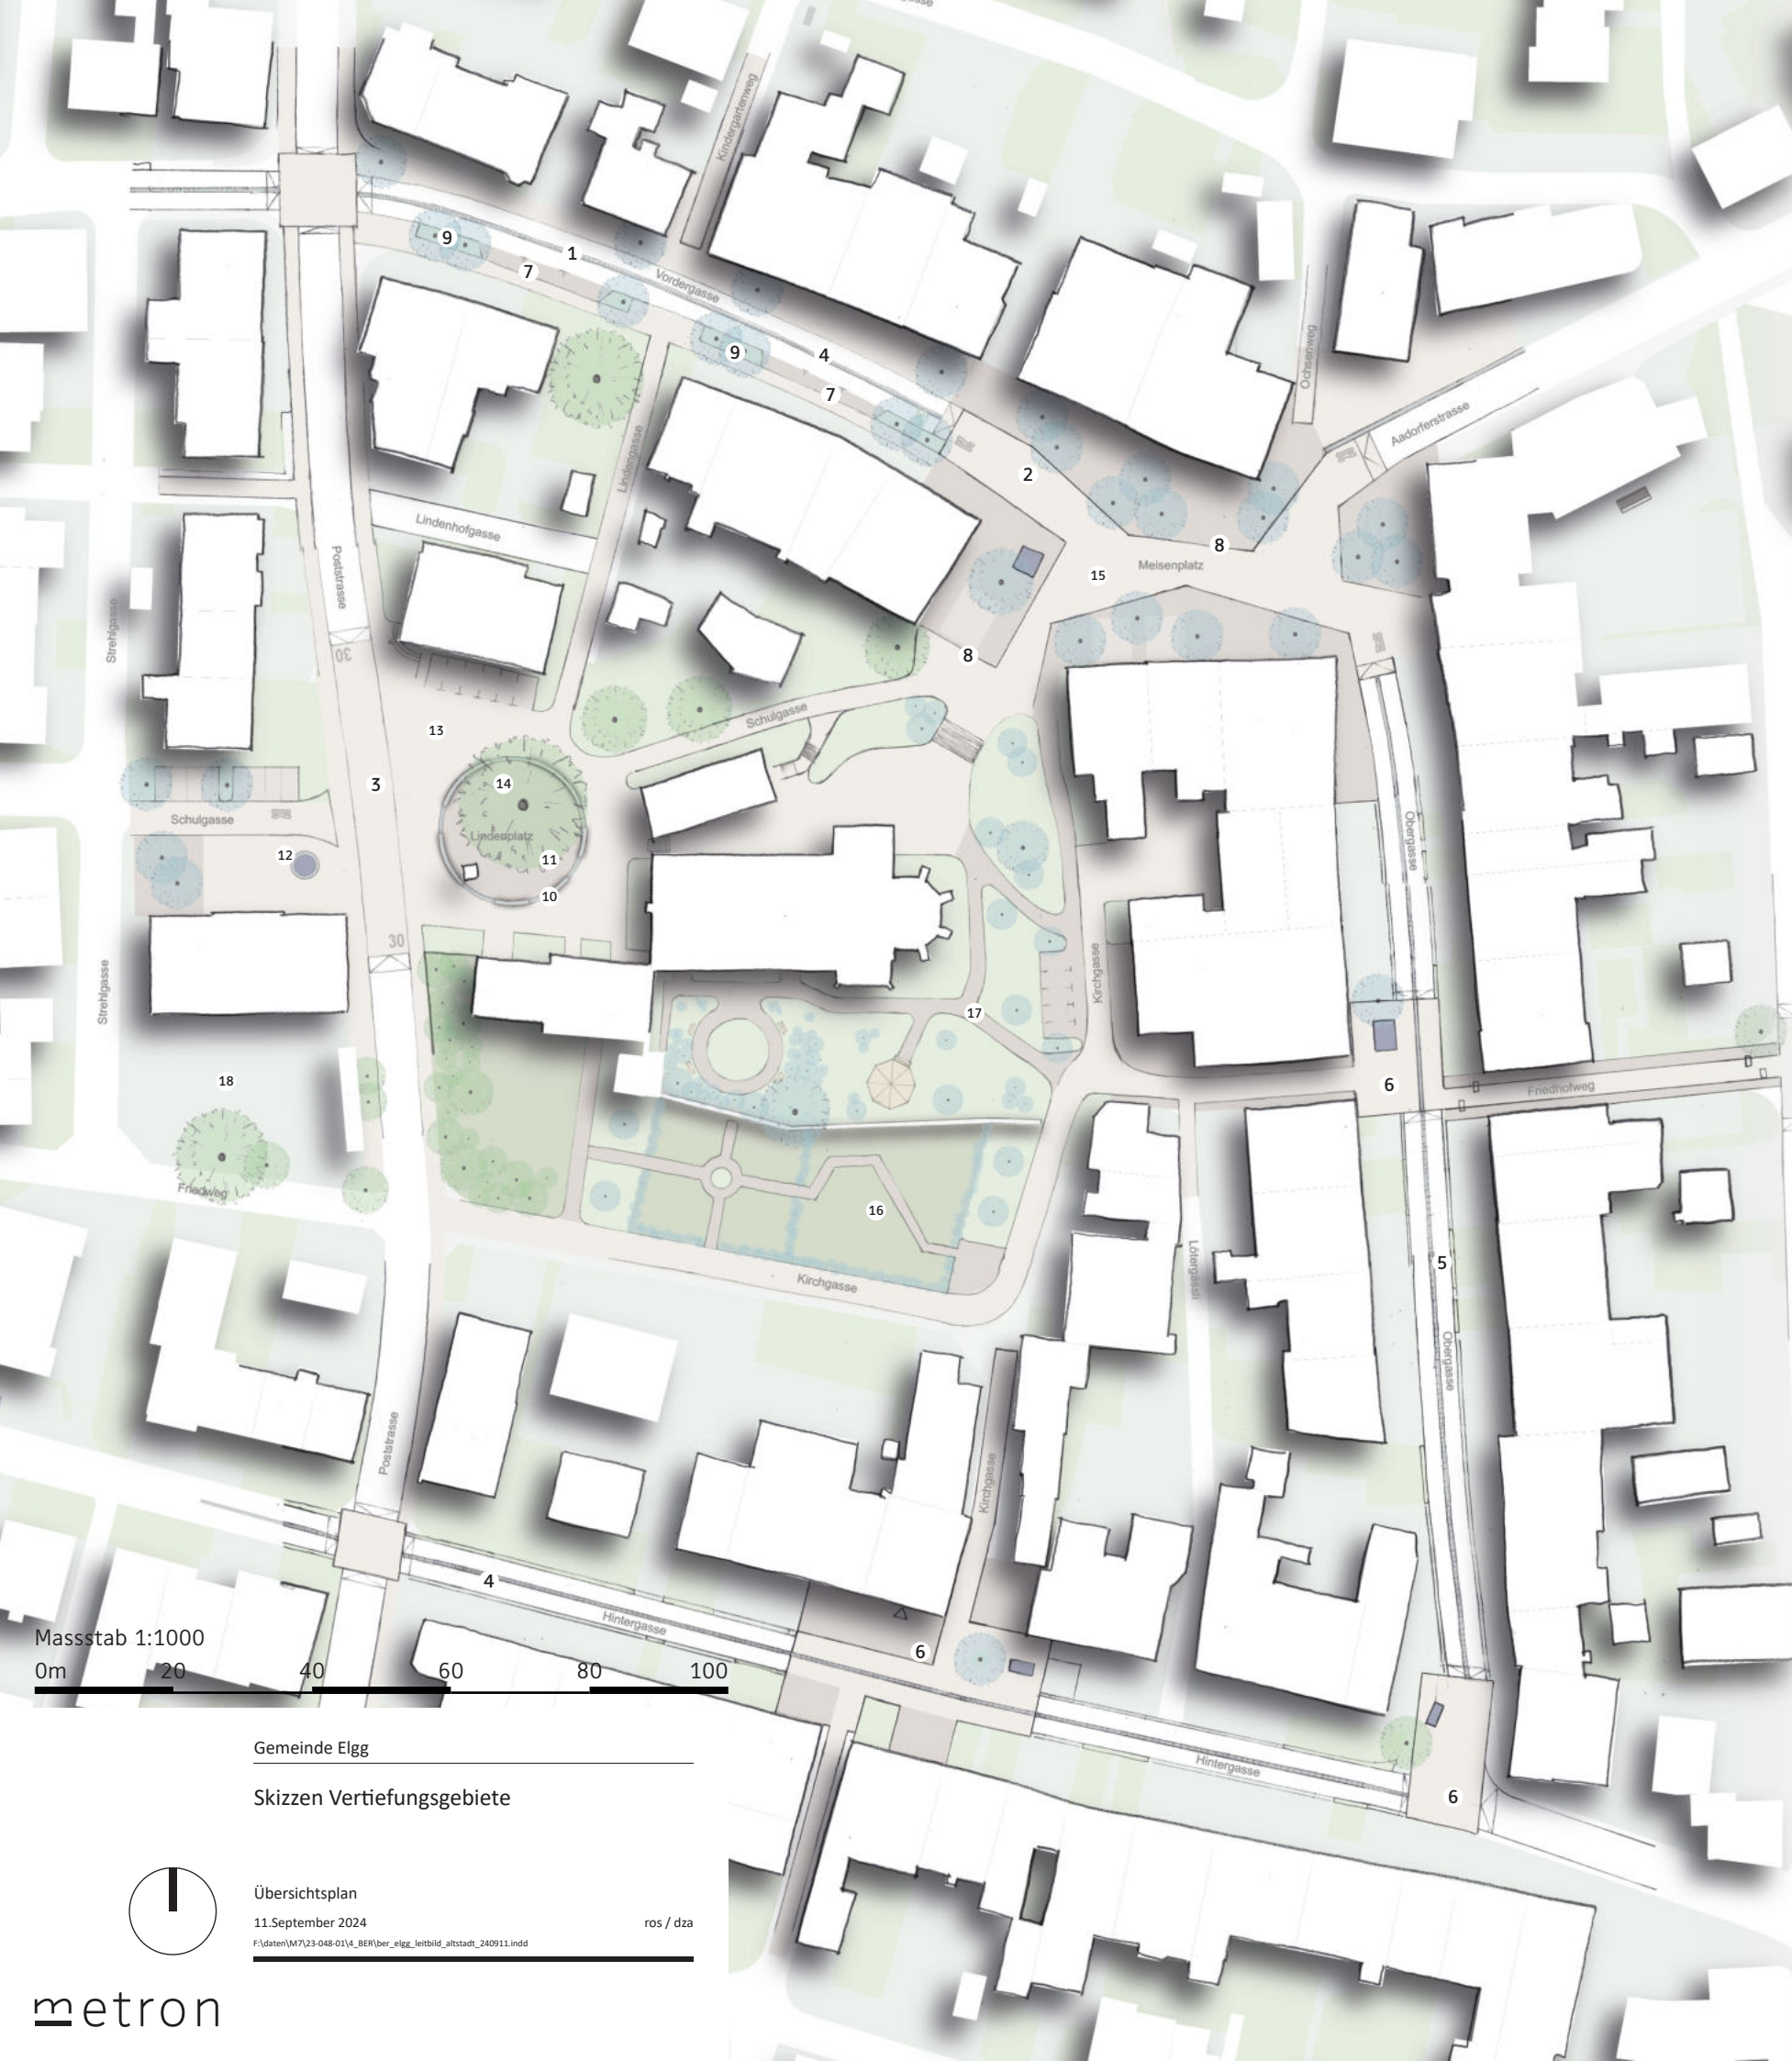 gasse
Kindergartenweg
9
1
7
Vordergasse
9
4
7
Ochsenweg
Aadorferstrasse
Lindengasse
2
Lindenhofgasse
8
Meisenplatz
15
Poststrasse
Strehlgasse
30
8
Schulgasse
13
3
14
Schulgasse
Lindenplatz
12
11
10
Obergasse
30
Strehlgasse
Kirchgasse
17
18
6
Friedhofweg
Friedweg
16
Lötergässli
5
Kirchgasse
Obergasse
Poststrasse
Kirchgasse
4
Hintergasse
6
Hintergasse
6
Massstab 1:1000
0m 20 40 60 80 100
Gemeinde Elgg
Skizzen Vertiefungsgebiete
Übersichtsplan
11.September 2024 ros / dza
F:\daten\M7\23-048-01\4_BER\ber_elgg_leitbild_altstadt_240911.indd
metron